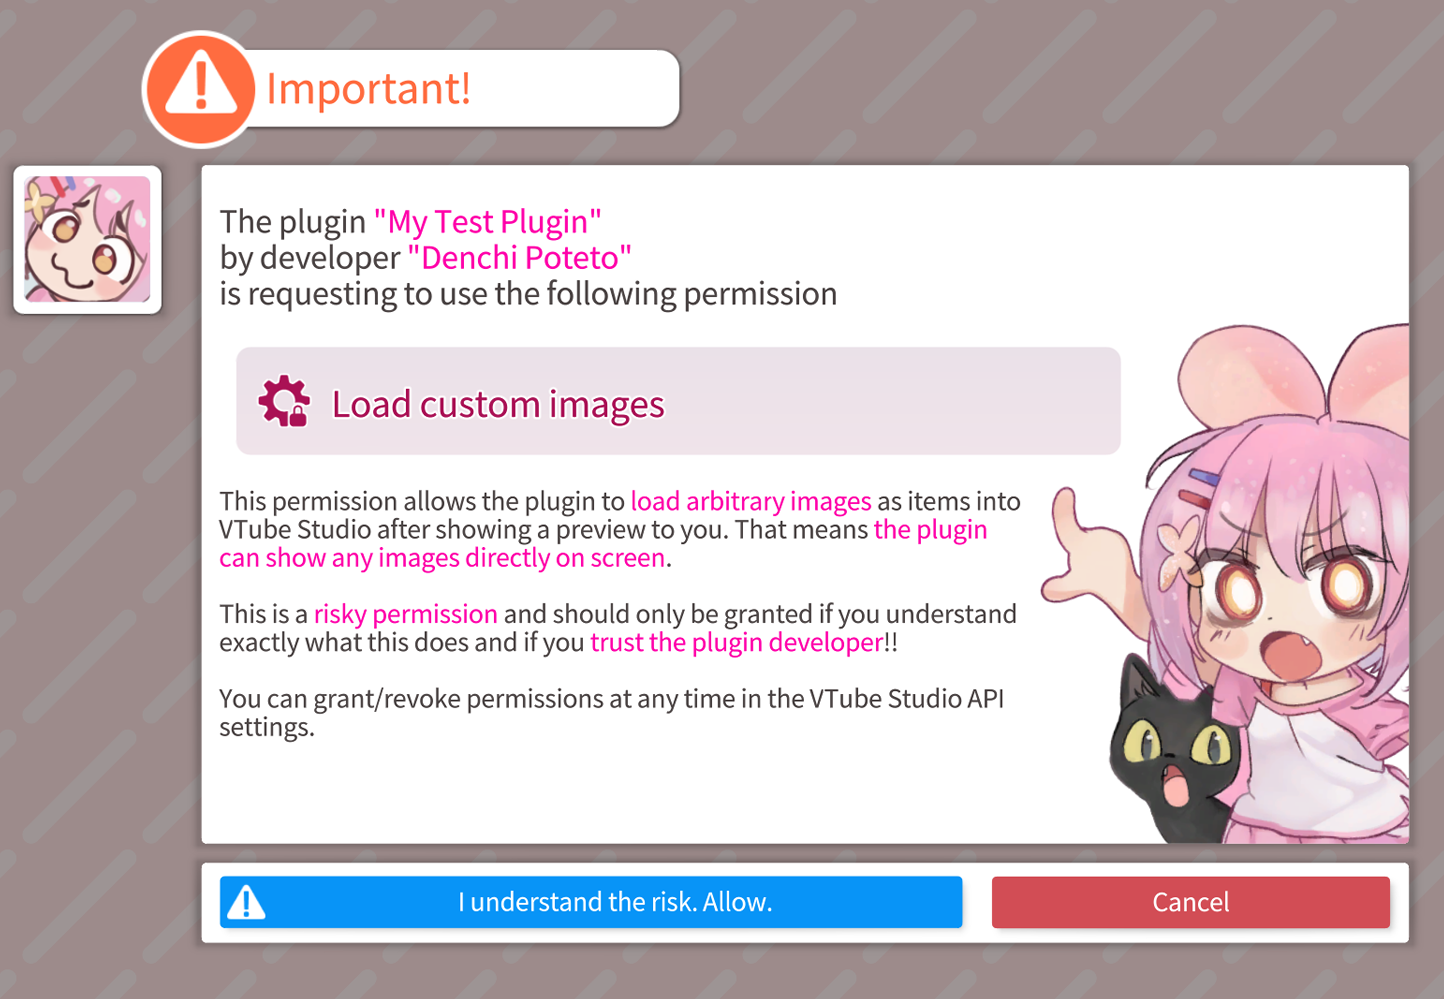 Important!
The plugin "My Test Plugin"
by developer "Denchi Poteto"
is requesting to use the following permission
Load custom images
This permission allows the plugin to load arbitrary images as items into
VTube Studio after showing a preview to you. That means the plugin
can show any images directly on screen.
This is a risky permission and should only be granted if you understand
exactly what this does and if you trust the plugin developer!!
You can grant/revoke permissions at any time in the VTube Studio API
settings.
I understand the risk. Allow.
Cancel